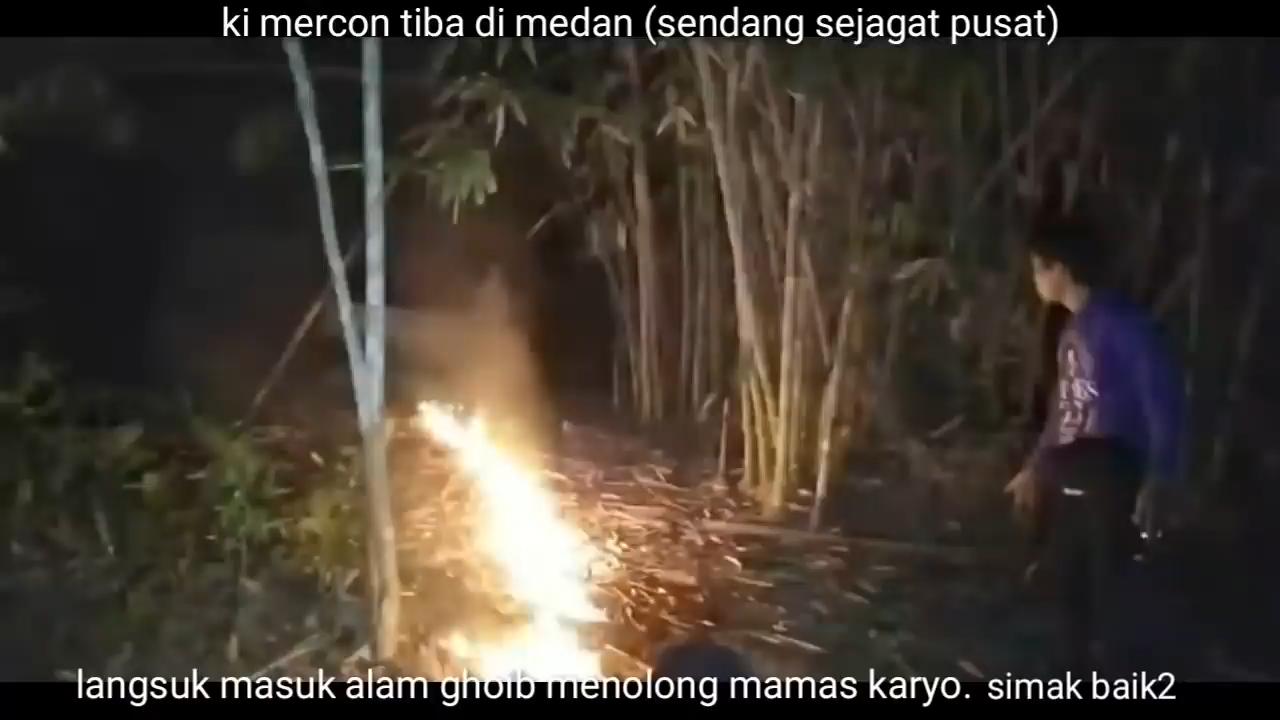 ki mercon tiba di medan (sendang sejagat pusat)
langsuk masuk alam ghoib menolong mamas karyo. simak baik2